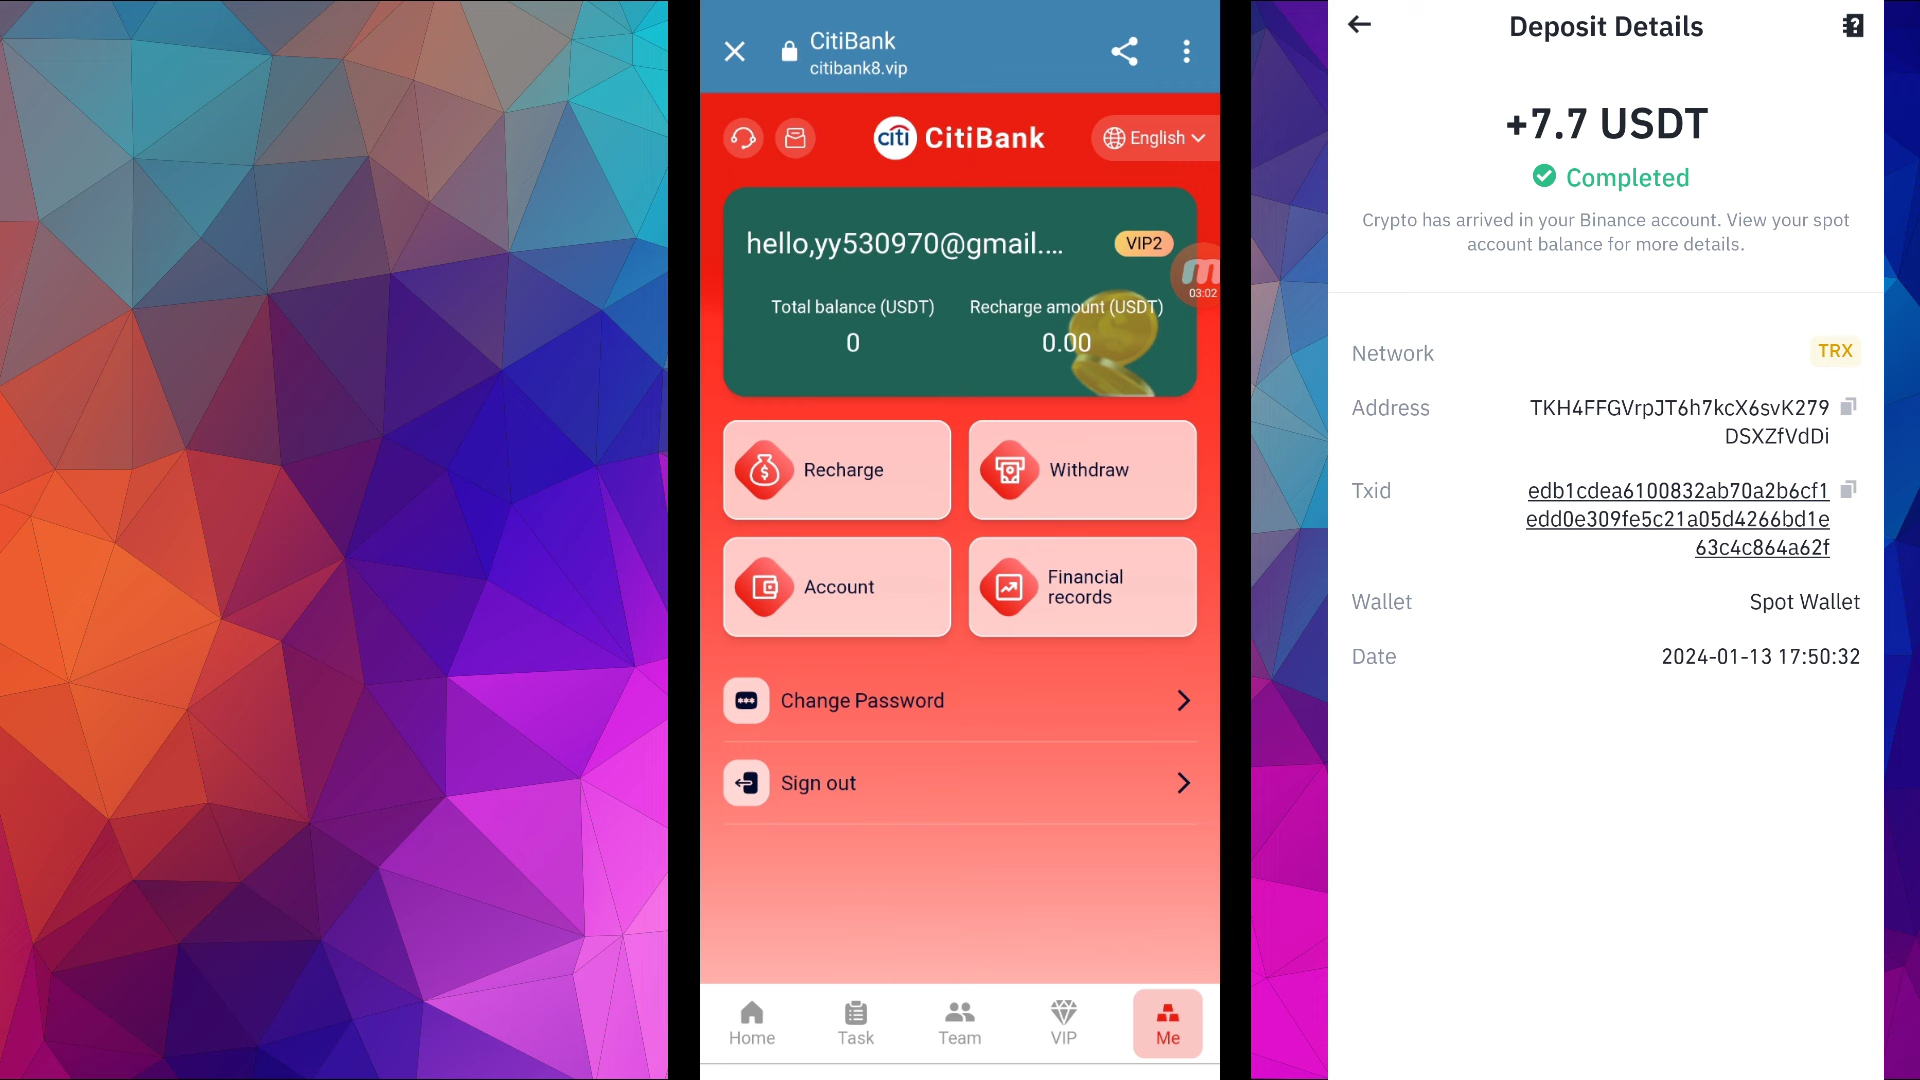 CitiBank
citibank8.vip
citi CitiBank
English
hello,yy530970@gmail....
VIP2
03:02
Total balance (USDT)
Recharge amount (USDT)
0
0.00
Recharge
Withdraw
Account
Financial
records
Change Password
Sign out
Home
Task
Team
VIP
Me
Deposit Details
+7.7 USDT
Completed
Crypto has arrived in your Binance account. View your spot
account balance for more details.
Network
TRX
Address
TKH4FFGVrpJT6h7kcX6svK279
DSXZfVdDi
Txid
edb1cdea6100832ab70a2b6cf1
edd0e309fe5c21a05d4266bd1e
63c4c864a62f
Wallet
Spot Wallet
Date
2024-01-13 17:50:32